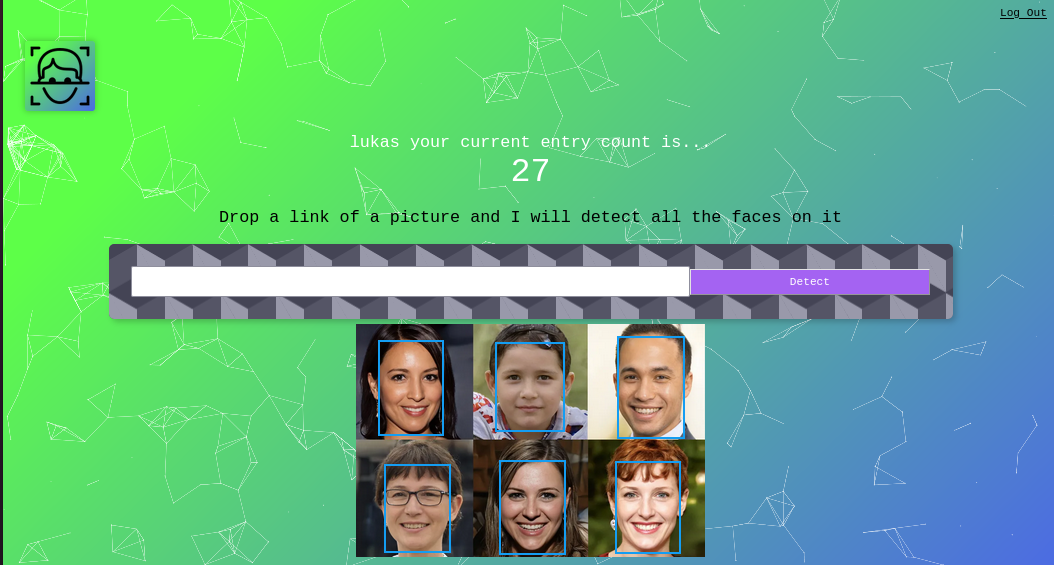 Log Out
lukas your current entry count is...
27
Drop a link of a picture and I will detect all the faces on it
Detect